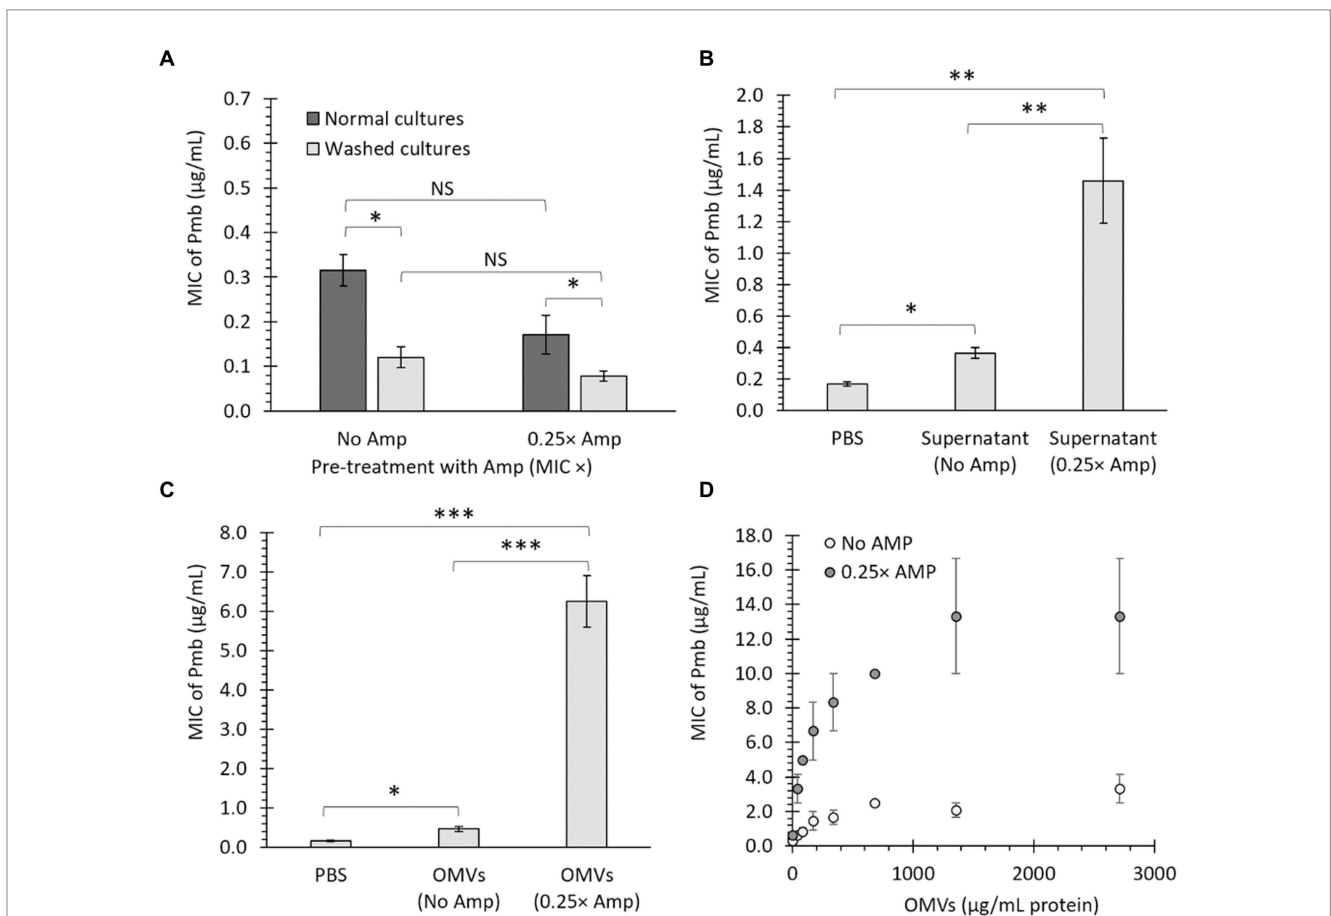 A
MIC of Pmb (µg/mL)
0.7
0.6
0.5
0.4
0.3
0.2
0.1
0.0
Normal cultures
Washed cultures
NS
*
NS
*
No Amp
0.25× Amp
Pre-treatment with Amp (MIC ×)
B
MIC of Pmb (µg/mL)
2.0
1.8
1.6
1.4
1.2
1.0
0.8
0.6
0.4
0.2
0.0
**
**
*
PBS
Supernatant
(No Amp)
Supernatant
(0.25× Amp)
C
MIC of Pmb (µg/mL)
8.0
7.0
6.0
5.0
4.0
3.0
2.0
1.0
0.0
***
***
*
PBS
OMVs
(No Amp)
OMVs
(0.25× Amp)
D
MIC of Pmb (µg/mL)
18.0
16.0
14.0
12.0
10.0
8.0
6.0
4.0
2.0
0.0
No AMP
0.25× AMP
0
1000
2000
3000
OMVs (µg/mL protein)